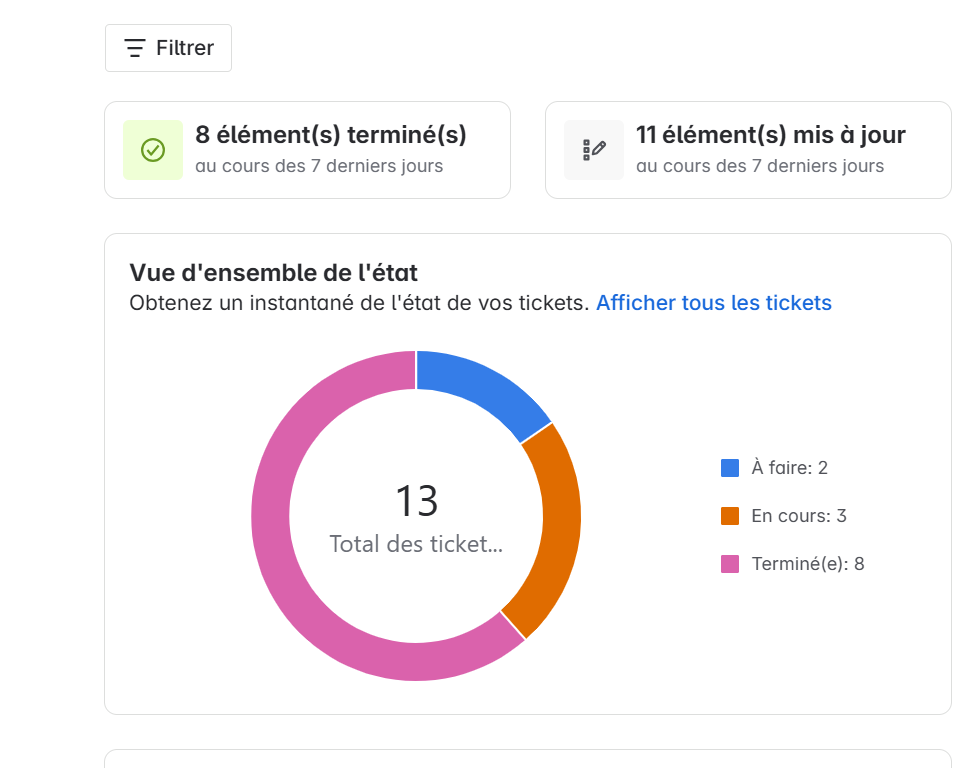 Filtrer
8 élément(s) terminé(s)
au cours des 7 derniers jours
11 élément(s) mis à jour
au cours des 7 derniers jours
Vue d'ensemble de l'état
Obtenez un instantané de l'état de vos tickets. Afficher tous les tickets
13
Total des ticket...
À faire: 2
En cours: 3
Terminé(e): 8